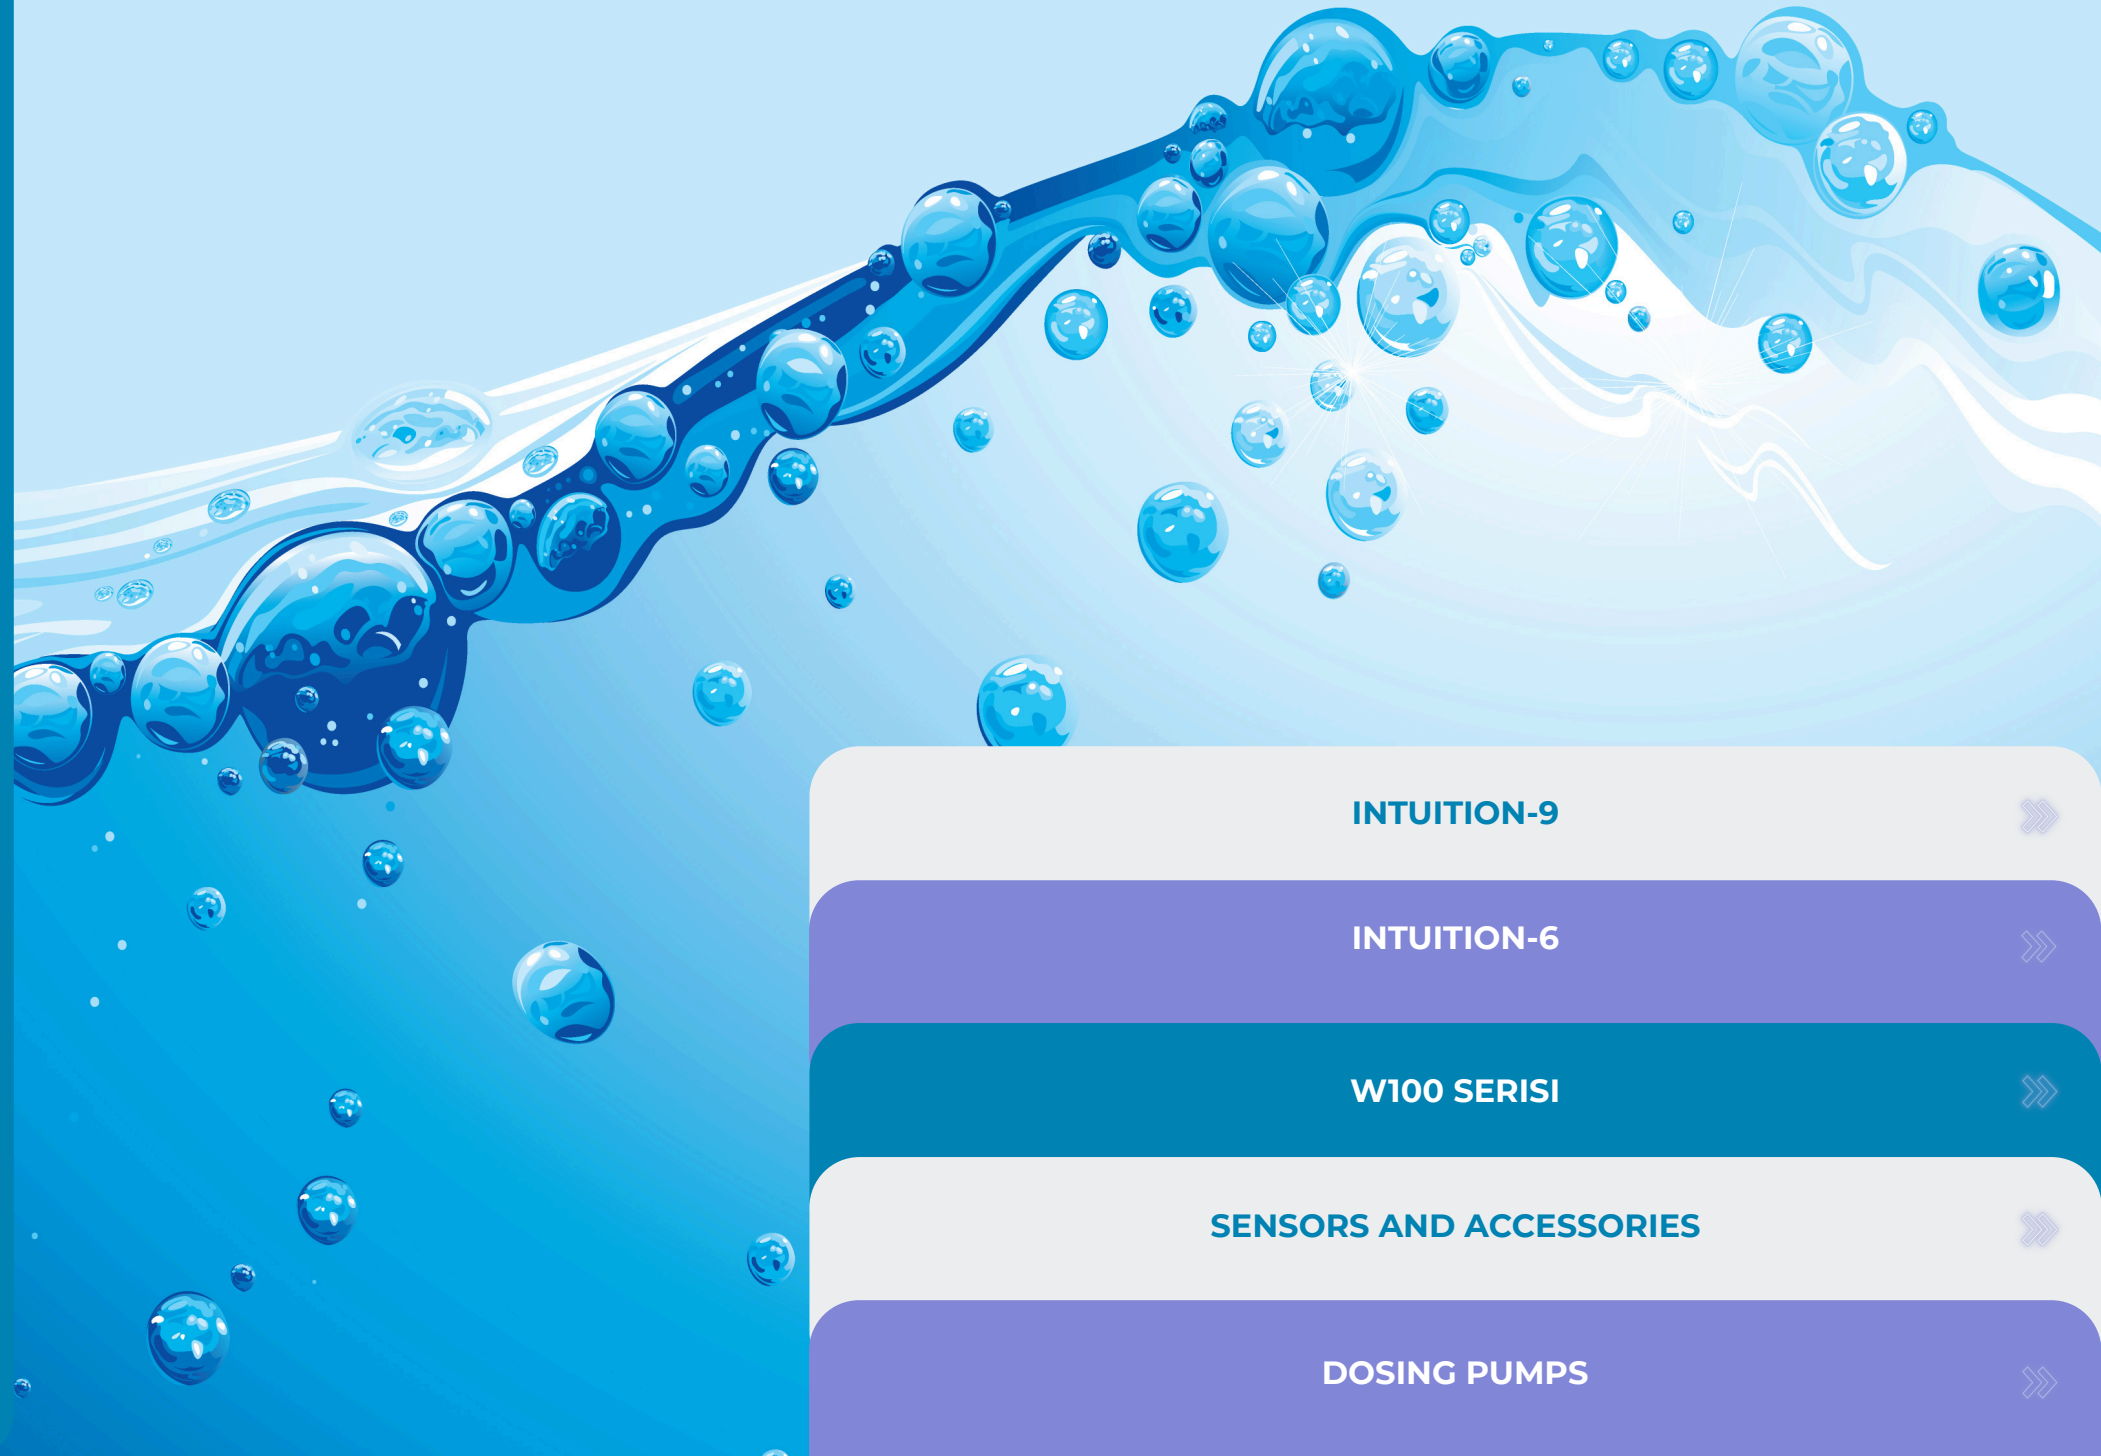 INTUITION-9
INTUITION-6
W100 SERISI
SENSORS AND ACCESSORIES
DOSING PUMPS